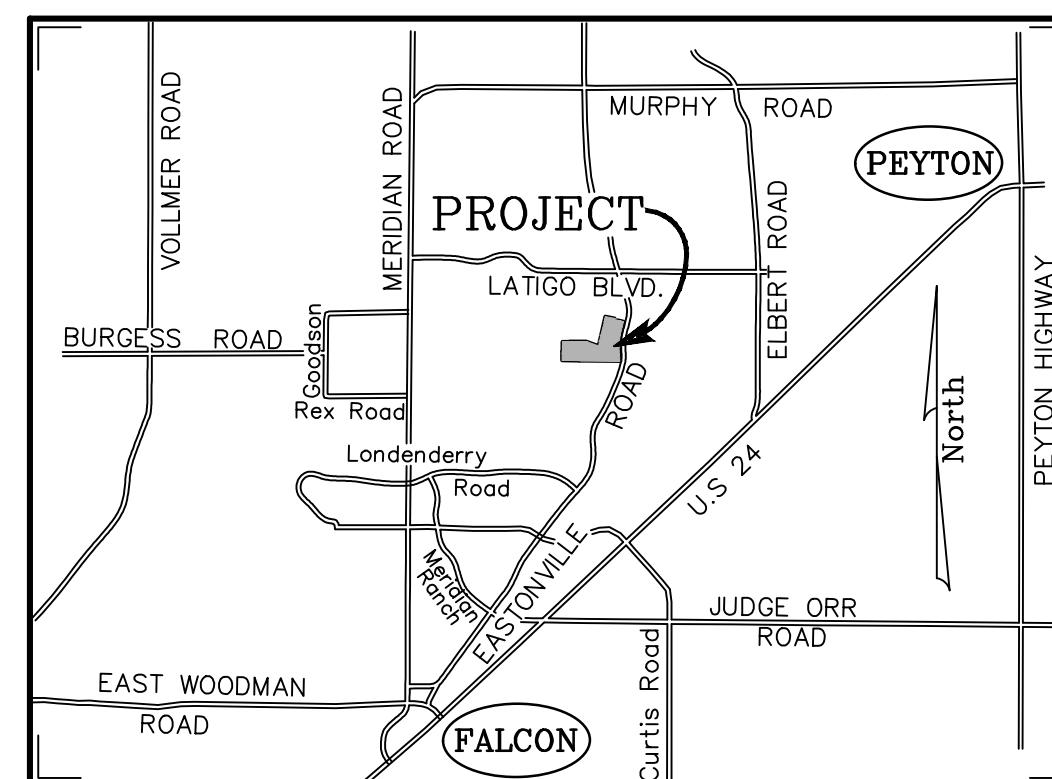 VOLLMER ROAD
MERIDIAN ROAD
MURPHY ROAD
PEYTON
PROJECT
ELBERT ROAD
LATIGO BLVD.
PEYTON HIGHWAY
BURGESS ROAD
Goodson
Rex Road
ROAD
North
Londenderry
Road
U.S 24
Meridian
Ranch
EASTONVILLE
JUDGE ORR
ROAD
Curtis Road
EAST WOODMAN
ROAD
FALCON